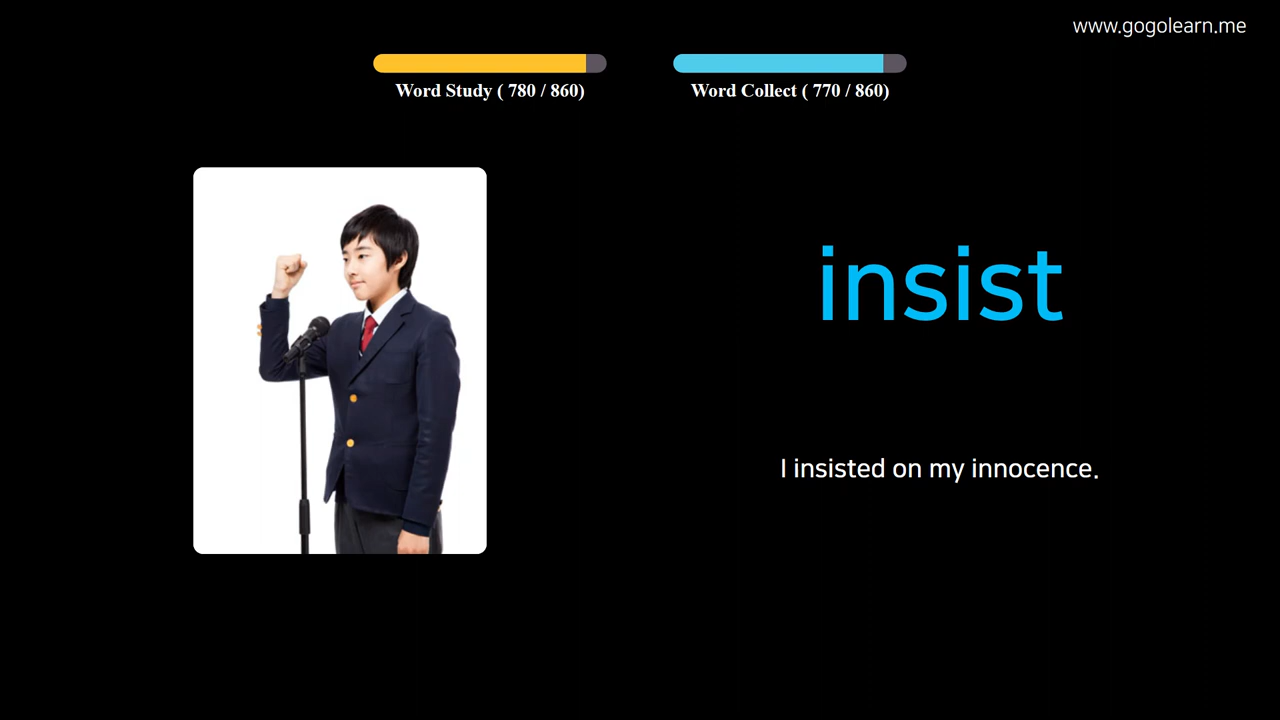 www.gogolearn.me
Word Study ( 780 / 860)
Word Collect ( 770 / 860)
insist
I insisted on my innocence.